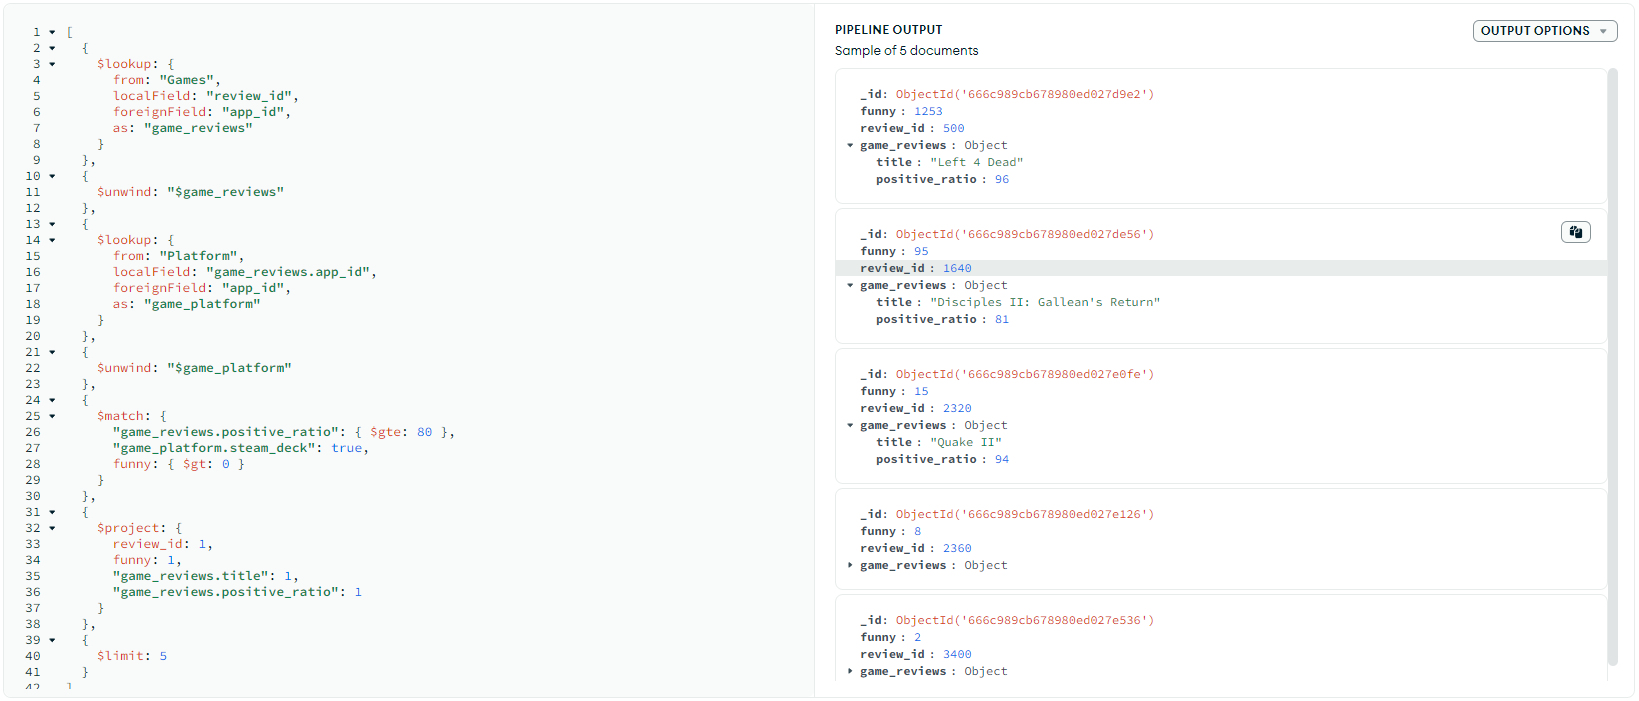 1 [
2 {
3 $lookup: {
4 from: "Games",
5 localField: "review_id",
6 foreignField: "app_id",
7 as: "game_reviews"
8 }
9 },
10 {
11 $unwind: "$game_reviews"
12 },
13 {
14 $lookup: {
15 from: "Platform",
16 localField: "game_reviews.app_id",
17 foreignField: "app_id",
18 as: "game_platform"
19 }
20 },
21 {
22 $unwind: "$game_platform"
23 },
24 {
25 $match: {
26 "game_reviews.positive_ratio": { $gte: 80 },
27 "game_platform.steam_deck": true,
28 funny: { $gt: 0 }
29 }
30 },
31 {
32 $project: {
33 review_id: 1,
34 funny: 1,
35 "game_reviews.title": 1,
36 "game_reviews.positive_ratio": 1
37 }
38 },
39 {
40 $limit: 5
41 }
42 ]
PIPELINE OUTPUT
Sample of 5 documents
OUTPUT OPTIONS
_id: ObjectId('666c989cb678980ed027d9e2')
funny : 1253
review_id : 500
game_reviews : Object
title : "Left 4 Dead"
positive_ratio : 96
_id: ObjectId('666c989cb678980ed027de56')
funny : 95
review_id : 1640
game_reviews : Object
title : "Disciples II: Gallean's Return"
positive_ratio : 81
_id: ObjectId('666c989cb678980ed027e0fe')
funny : 15
review_id : 2320
game_reviews : Object
title : "Quake II"
positive_ratio : 94
_id: ObjectId('666c989cb678980ed027e126')
funny : 8
review_id : 2360
game_reviews : Object
_id: ObjectId('666c989cb678980ed027e536')
funny : 2
review_id : 3400
game_reviews : Object